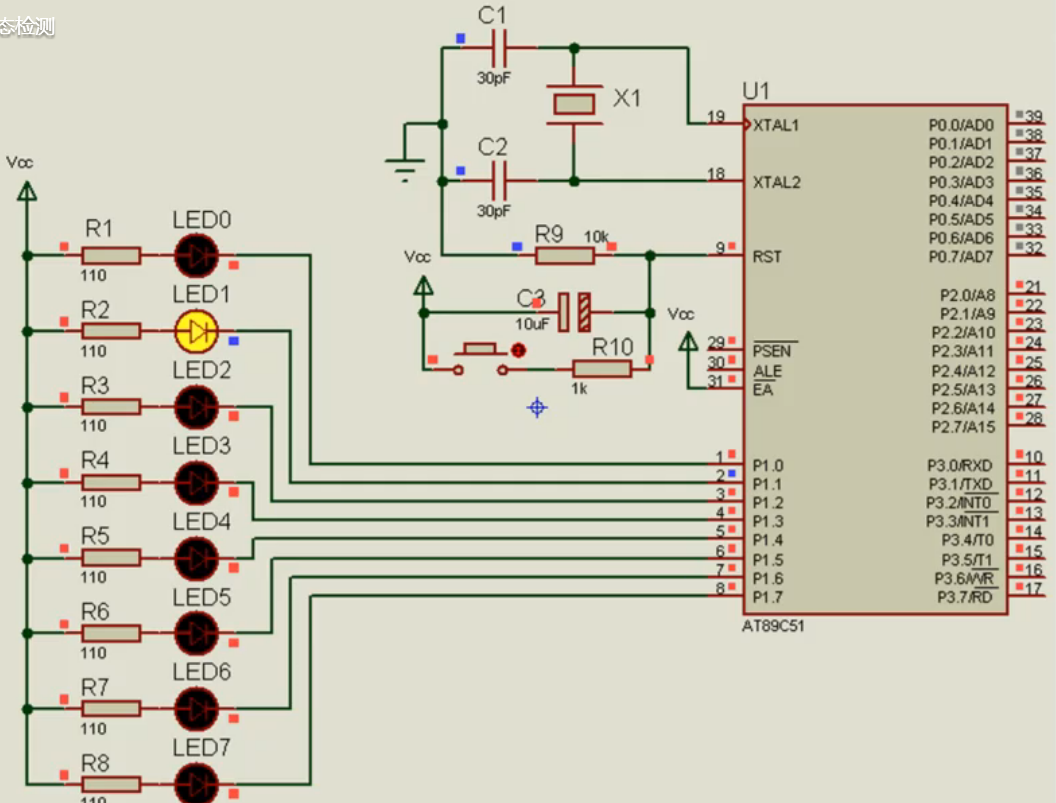 态检测
C1
30pF
X1
C2
30pF
Vcc
R1
110
LED0
R2
110
LED1
R3
110
LED2
R4
110
LED3
R5
110
LED4
R6
110
LED5
R7
110
LED6
R8
110
LED7
R9
10k
Vcc
C3
10uF
R10
1k
Vcc
U1
19 XTAL1
18 XTAL2
9 RST
29 PSEN
30 ALE
31 EA
1 P1.0
2 P1.1
3 P1.2
4 P1.3
5 P1.4
6 P1.5
7 P1.6
8 P1.7
P0.0/AD0 39
P0.1/AD1 38
P0.2/AD2 37
P0.3/AD3 36
P0.4/AD4 35
P0.5/AD5 34
P0.6/AD6 33
P0.7/AD7 32
P2.0/A8 21
P2.1/A9 22
P2.2/A10 23
P2.3/A11 24
P2.4/A12 25
P2.5/A13 26
P2.6/A14 27
P2.7/A15 28
P3.0/RXD 10
P3.1/TXD 11
P3.2/INT0 12
P3.3/INT1 13
P3.4/T0 14
P3.5/T1 15
P3.6/WR 16
P3.7/RD 17
AT89C51